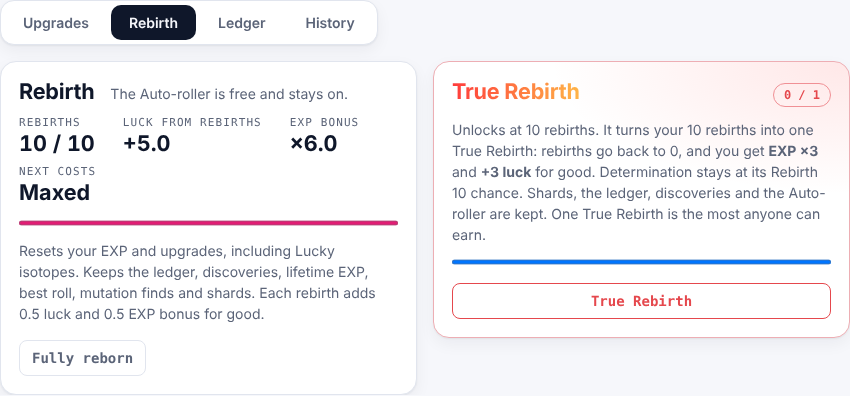 Upgrades Rebirth Ledger History
Rebirth The Auto-roller is free and stays on.
REBIRTHS LUCK FROM REBIRTHS EXP BONUS
10 / 10 +5.0 ×6.0
NEXT COSTS
Maxed
Resets your EXP and upgrades, including Lucky
isotopes. Keeps the ledger, discoveries, lifetime EXP,
best roll, mutation finds and shards. Each rebirth adds
0.5 luck and 0.5 EXP bonus for good.
Fully reborn
True Rebirth 0 / 1
Unlocks at 10 rebirths. It turns your 10 rebirths into one
True Rebirth: rebirths go back to 0, and you get EXP ×3
and +3 luck for good. Determination stays at its Rebirth
10 chance. Shards, the ledger, discoveries and the Auto-
roller are kept. One True Rebirth is the most anyone can
earn.
True Rebirth